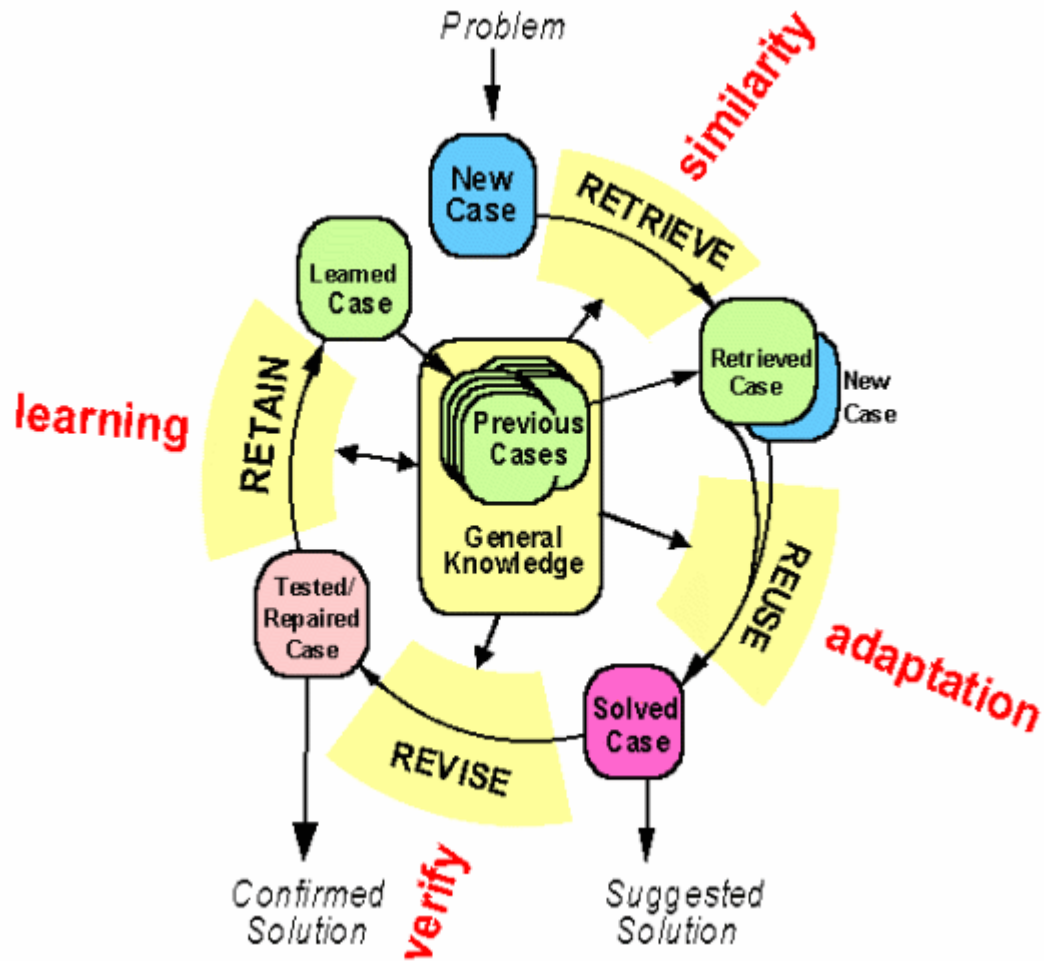 Problem
similarity
New
Case
RETRIEVE
Learned
Case
Retrieved
Case
New
Case
Previous
Cases
General
Knowledge
RETAIN
learning
REUSE
adaptation
Tested/
Repaired
Case
Solved
Case
REVISE
verify
Confirmed
Solution
Suggested
Solution